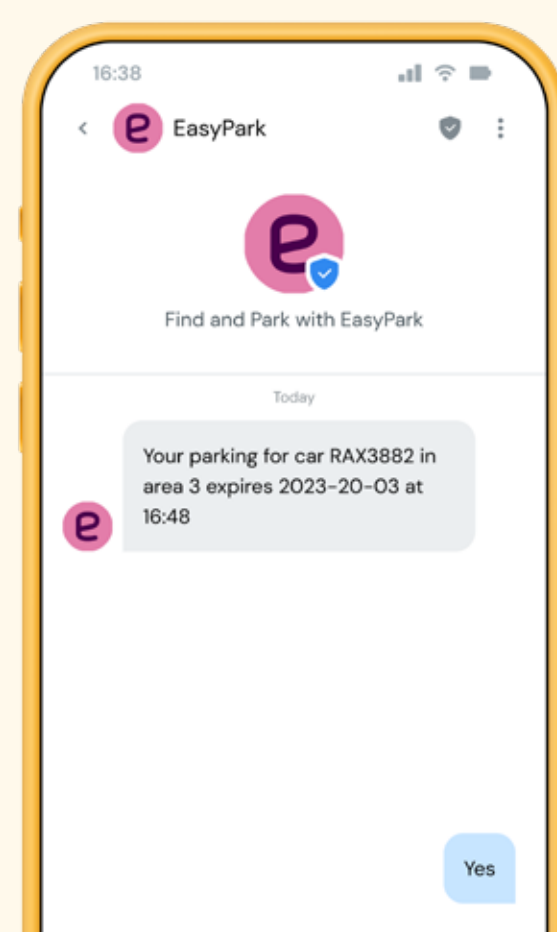 16:38
EasyPark
Find and Park with EasyPark
Today
Your parking for car RAX3882 in
area 3 expires 2023-20-03 at
16:48
Yes